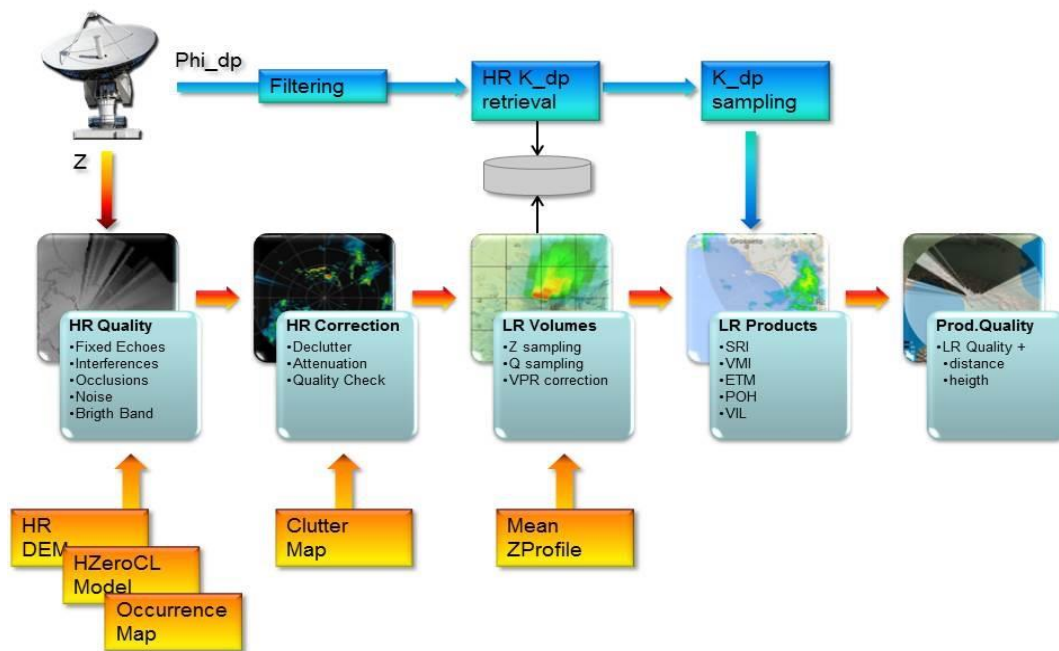 Phi_dp
Filtering
HR K_dp
retrieval
K_dp
sampling
Z
HR Quality
▪Fixed Echoes
▪Interferences
▪Occlusions
▪Noise
▪Brigth Band
HR Correction
▪Declutter
▪Attenuation
▪Quality Check
LR Volumes
▪Z sampling
▪Q sampling
▪VPR correction
LR Products
▪SRI
▪VMI
▪ETM
▪POH
▪VIL
Prod.Quality
▪LR Quality +
▪distance
▪heigth
HR
DEM
HZeroCL
Model
Occurrence
Map
Clutter
Map
Mean
ZProfile
Grosseto